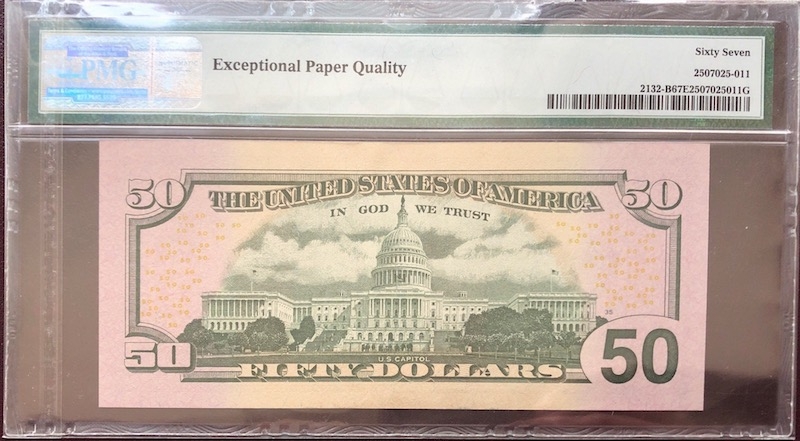 PMG
Exceptional Paper Quality
Sixty Seven
2507025-011
2132-B67E2507025011G
50
THE UNITED STATES OF AMERICA
50
IN GOD WE TRUST
35
U.S. CAPITOL
50
FIFTY DOLLARS
50